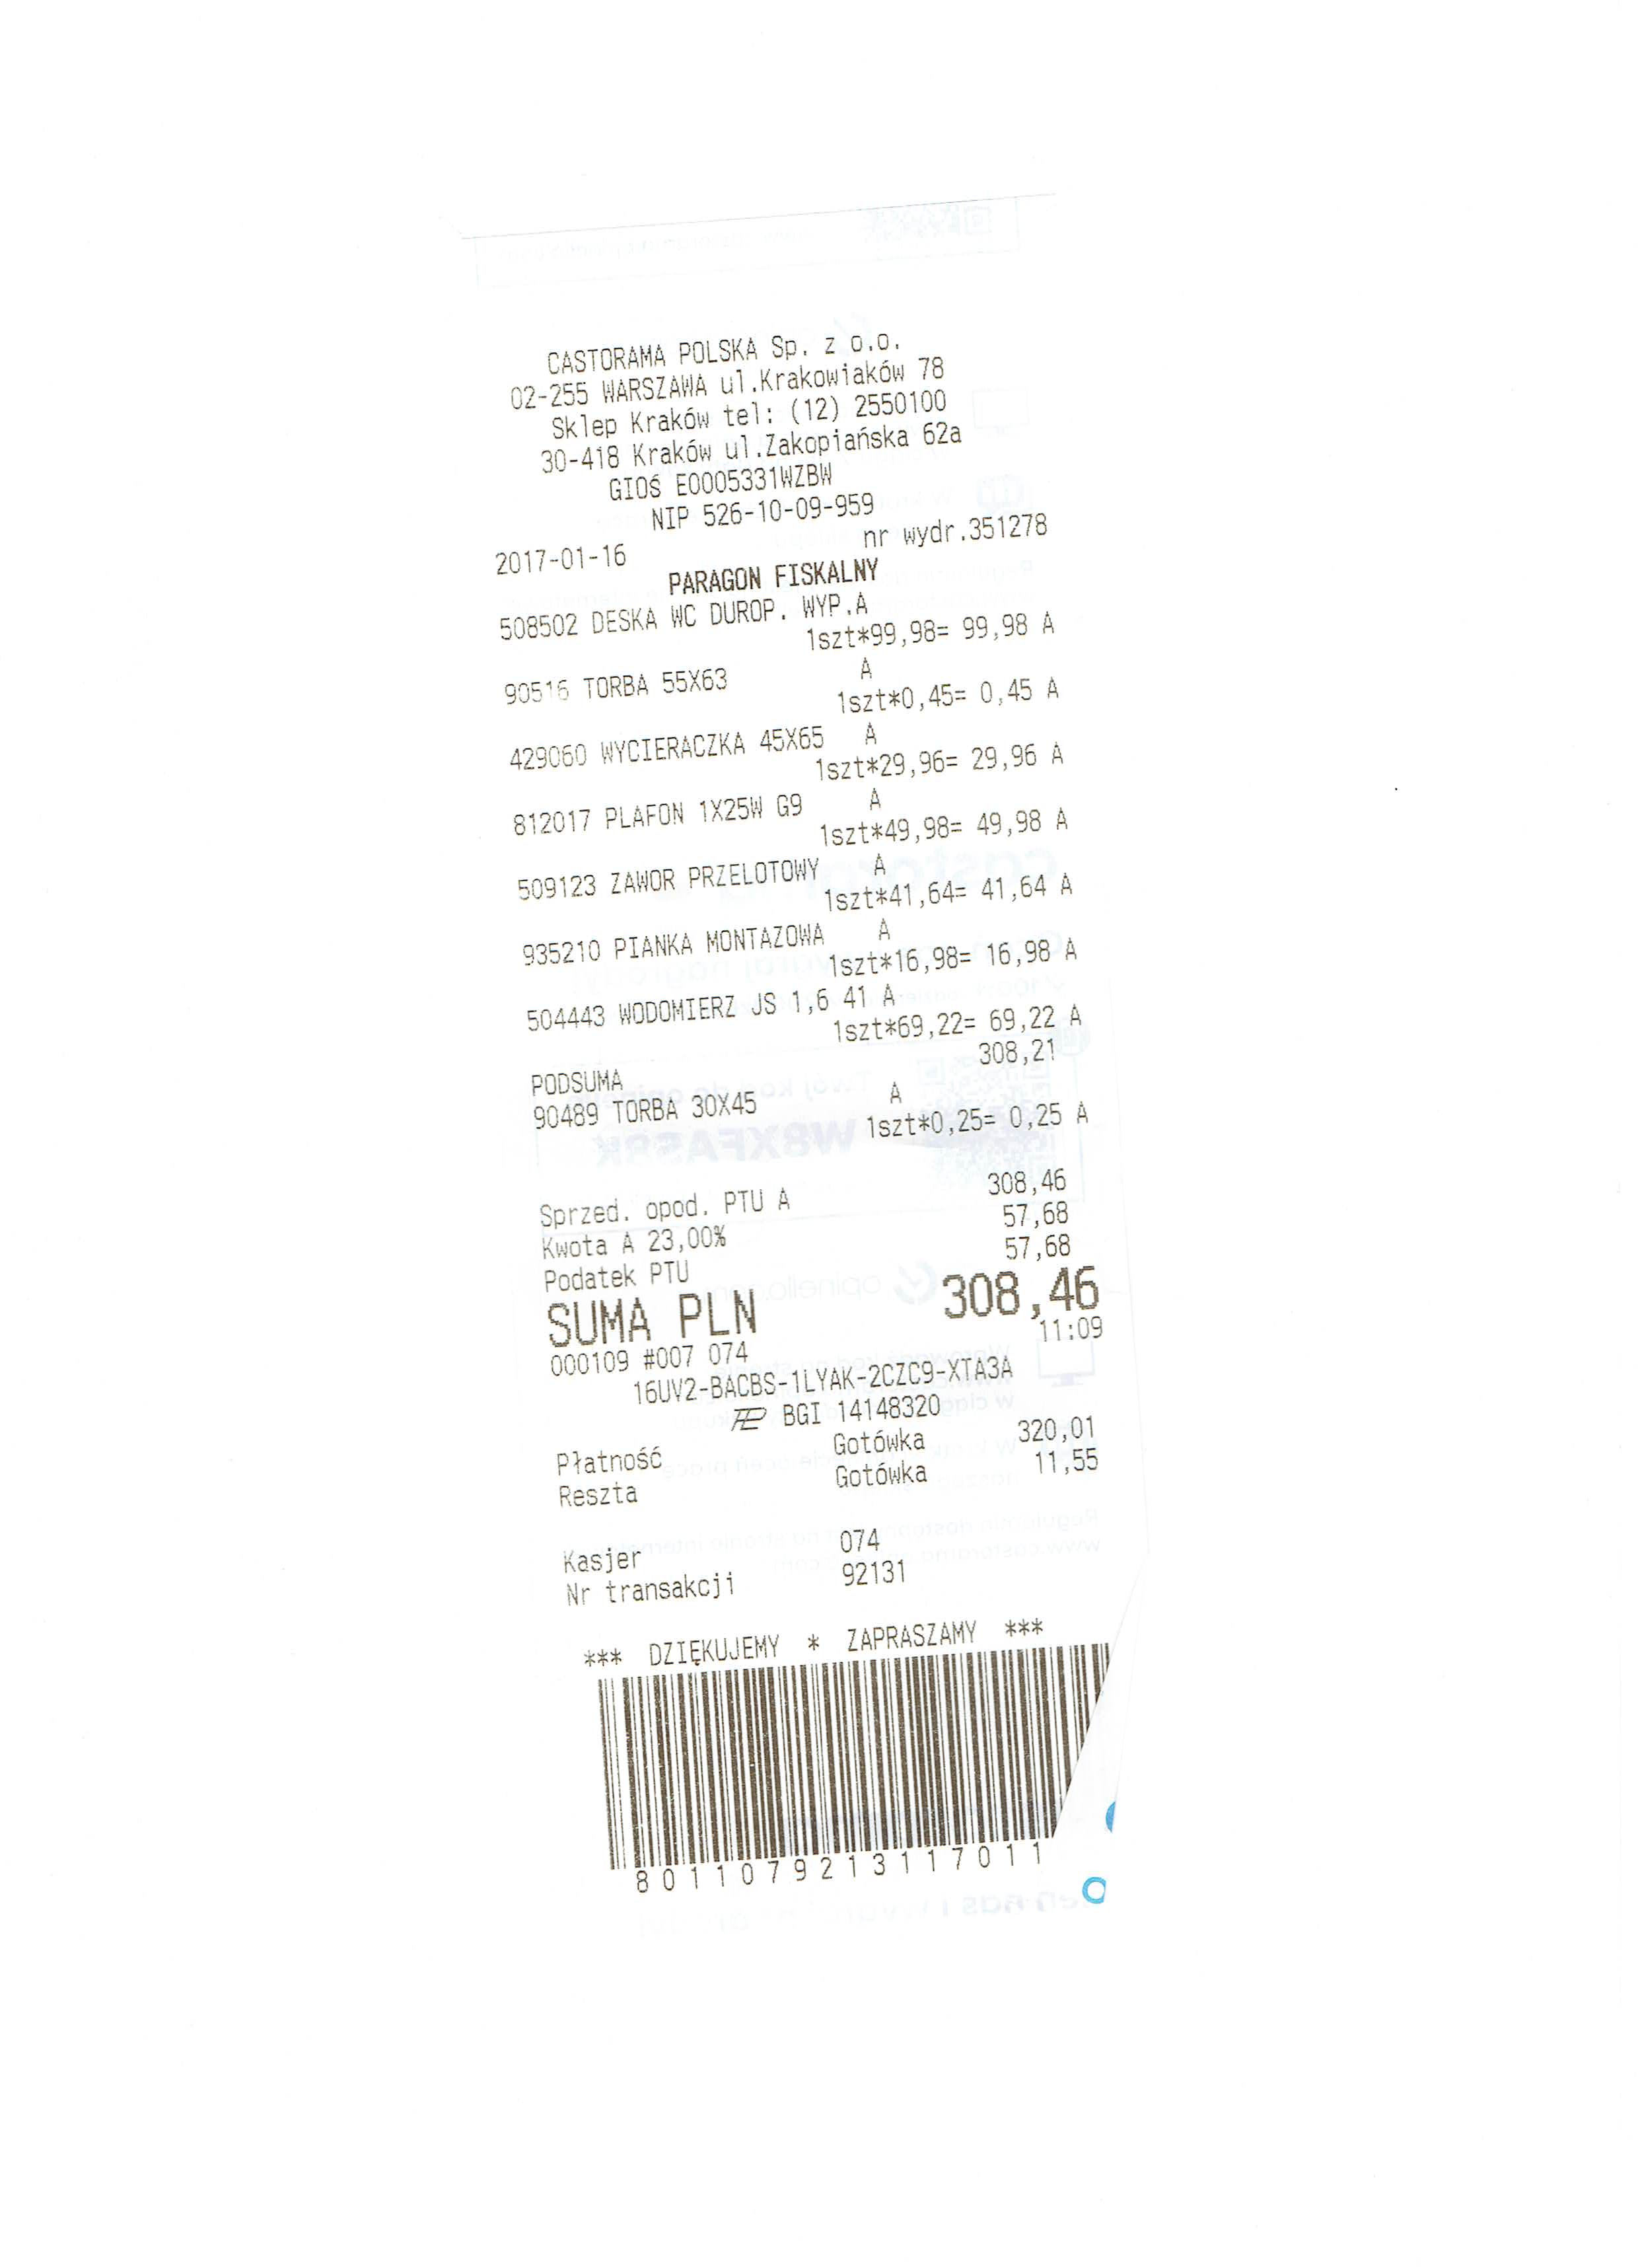 CASTORAMA POLSKA Sp. z o.o.
02-255 WARSZAWA ul.Krakowiaków 78
Sklep Kraków tel: (12) 2550100
30-418 Kraków ul.Zakopiańska 62a
GIOś E0005331WZBW
NIP 526-10-09-959
2017-01-16 nr wydr.351278
PARAGON FISKALNY
508502 DESKA WC DUROP. WYP.A
1szt*99,98= 99,98 A
90516 TORBA 55X63 A
1szt*0,45= 0,45 A
429060 WYCIERACZKA 45X65 A
1szt*29,96= 29,96 A
812017 PLAFON 1X25W G9 A
1szt*49,98= 49,98 A
509123 ZAWOR PRZELOTOWY A
1szt*41,64= 41,64 A
935210 PIANKA MONTAZOWA A
1szt*16,98= 16,98 A
504443 WODOMIERZ JS 1,6 41 A
1szt*69,22= 69,22 A
PODSUMA 308,21
90489 TORBA 30X45 A
1szt*0,25= 0,25 A
Sprzed. opod. PTU A 308,46
Kwota A 23,00% 57,68
Podatek PTU 57,68
SUMA PLN 308,46
000109 #007 074 11:09
16UV2-BACBS-1LYAK-2CZC9-XTA3A
BGI 14148320
Płatność Gotówka 320,01
Reszta Gotówka 11,55
Kasjer 074
Nr transakcji 92131
*** DZIĘKUJEMY * ZAPRASZAMY ***
8011079213117011